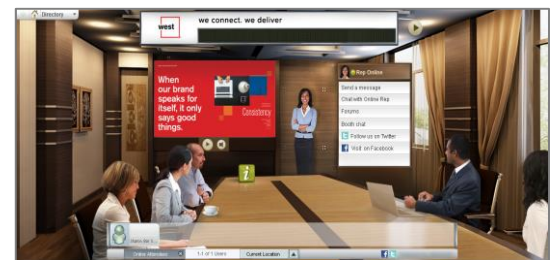 Directory
west
we connect. we deliver
When
our brand
speaks for
itself, it only
says good
things.
Consistency
Rep Online
Send a message
Chat with Online Rep
Forums
Booth chat
Follow us on Twitter
Visit on Facebook
Online Attendees
1-1 of 1 Users
Current Location